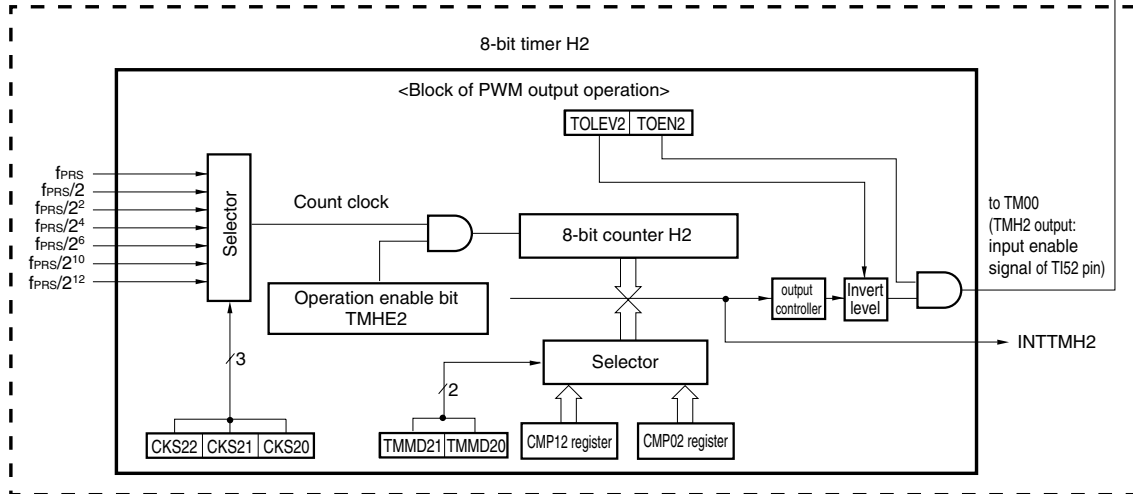 8-bit timer H2
<Block of PWM output operation>
TOLEV2 TOEN2
fPRS
fPRS/2
fPRS/2²
fPRS/2⁴
fPRS/2⁶
fPRS/2¹⁰
fPRS/2¹²
Selector
Count clock
8-bit counter H2
Operation enable bit
TMHE2
output
controller
Invert
level
to TM00
(TMH2 output:
input enable
signal of TI52 pin)
INTTMH2
3
2
Selector
CKS22 CKS21 CKS20
TMMD21 TMMD20
CMP12 register
CMP02 register